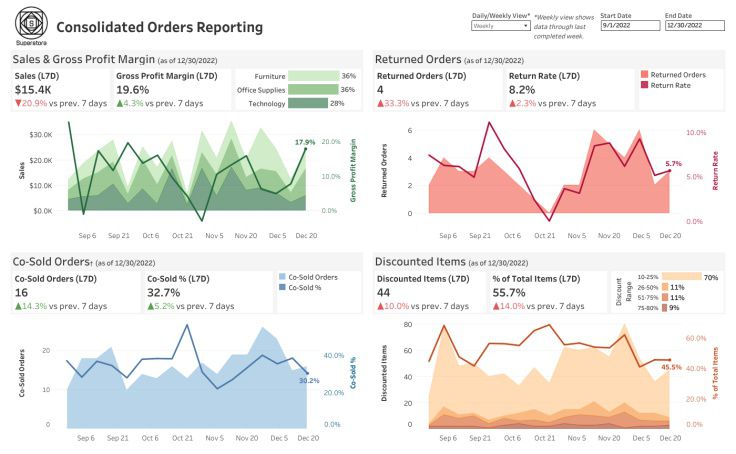 Superstore
Consolidated Orders Reporting
Daily/Weekly View*
Weekly
*Weekly view shows
data through last
completed week.
Start Date
9/1/2022
End Date
12/30/2022
Sales & Gross Profit Margin (as of 12/30/2022)
Sales (L7D)
$15.4K
▼20.9% vs prev. 7 days
Gross Profit Margin (L7D)
19.6%
▲4.3% vs prev. 7 days
Furniture 36%
Office Supplies 36%
Technology 28%
Sales
$30.0K
$20.0K
$10.0K
$0.0K
17.9%
20.0%
10.0%
0.0%
Gross Profit Margin
Sep 6 Sep 21 Oct 6 Oct 21 Nov 5 Nov 20 Dec 5 Dec 20
Returned Orders (as of 12/30/2022)
Returned Orders (L7D)
4
▲33.3% vs prev. 7 days
Return Rate (L7D)
8.2%
▲2.3% vs prev. 7 days
Returned Orders
Return Rate
Returned Orders
6
4
2
0
5.7%
10.0%
5.0%
0.0%
Return Rate
Sep 6 Sep 21 Oct 6 Oct 21 Nov 5 Nov 20 Dec 5 Dec 20
Co-Sold Orders† (as of 12/30/2022)
Co-Sold Orders (L7D)
16
▲14.3% vs prev. 7 days
Co-Sold % (L7D)
32.7%
▲5.2% vs prev. 7 days
Co-Sold Orders
Co-Sold %
Co-Sold Orders
20
10
0
30.2%
40.0%
20.0%
0.0%
Co-Sold %
Sep 6 Sep 21 Oct 6 Oct 21 Nov 5 Nov 20 Dec 5 Dec 20
Discounted Items (as of 12/30/2022)
Discounted Items (L7D)
44
▲10.0% vs prev. 7 days
% of Total Items (L7D)
55.7%
▲14.0% vs prev. 7 days
Discount
Range
10-25% 70%
26-50% 11%
51-75% 11%
75-80% 9%
Discounted Items
80
60
40
20
0
45.5%
60.0%
40.0%
20.0%
0.0%
% of Total Items
Sep 6 Sep 21 Oct 6 Oct 21 Nov 5 Nov 20 Dec 5 Dec 20